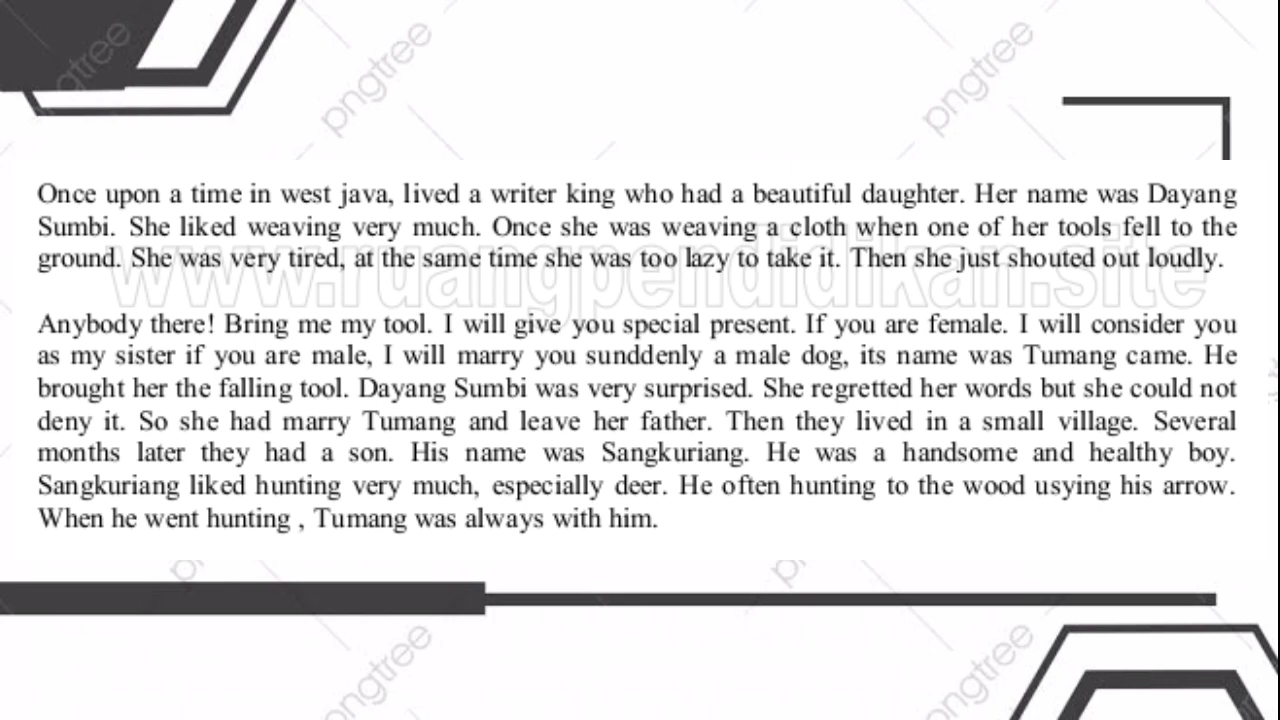 pngtree
pngtree
pngtree
Once upon a time in west java, lived a writer king who had a beautiful daughter. Her name was Dayang
Sumbi. She liked weaving very much. Once she was weaving a cloth when one of her tools fell to the
ground. She was very tired, at the same time she was too lazy to take it. Then she just shouted out loudly.
www.ruangpendidikan.site
Anybody there! Bring me my tool. I will give you special present. If you are female. I will consider you
as my sister if you are male, I will marry you sunddenly a male dog, its name was Tumang came. He
brought her the falling tool. Dayang Sumbi was very surprised. She regretted her words but she could not
deny it. So she had marry Tumang and leave her father. Then they lived in a small village. Several
months later they had a son. His name was Sangkuriang. He was a handsome and healthy boy.
Sangkuriang liked hunting very much, especially deer. He often hunting to the wood usying his arrow.
When he went hunting , Tumang was always with him.
pngtree
pngtree